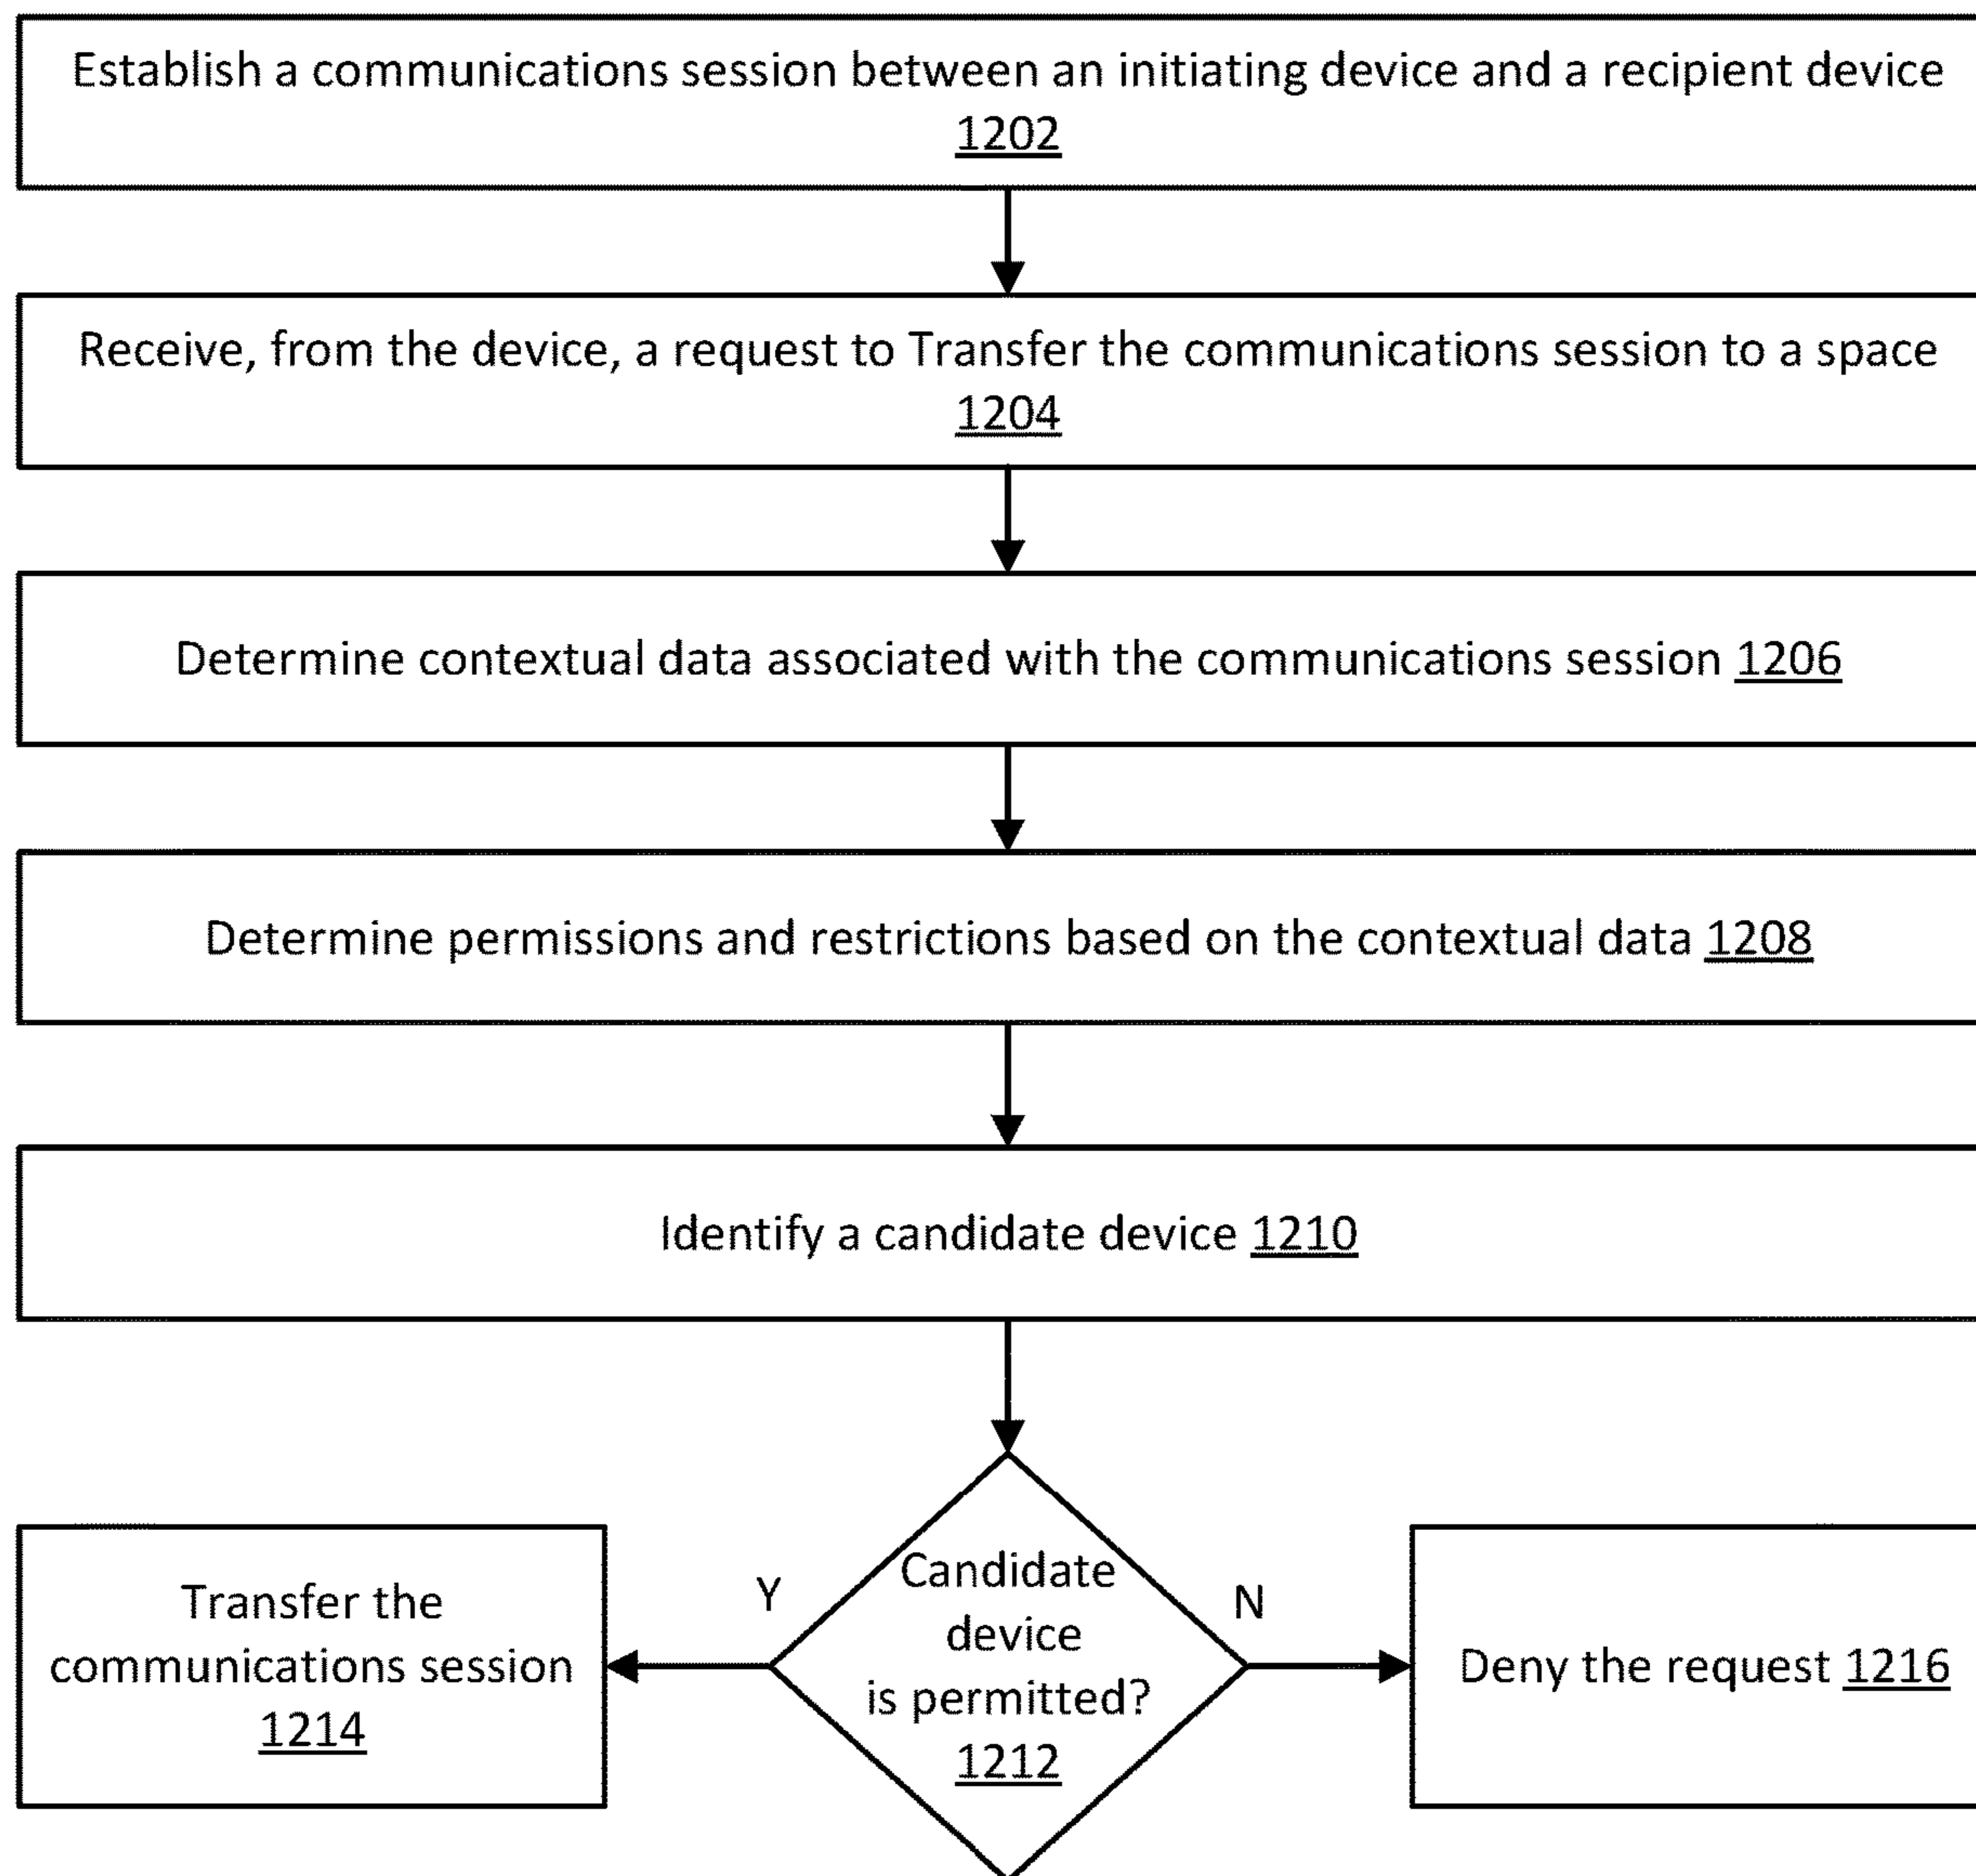 Establish a communications session between an initiating device and a recipient device
1202
Receive, from the device, a request to Transfer the communications session to a space
1204
Determine contextual data associated with the communications session 1206
Determine permissions and restrictions based on the contextual data 1208
Identify a candidate device 1210
Y
N
Candidate
device
is permitted?
1212
Transfer the
communications session
1214
Deny the request 1216